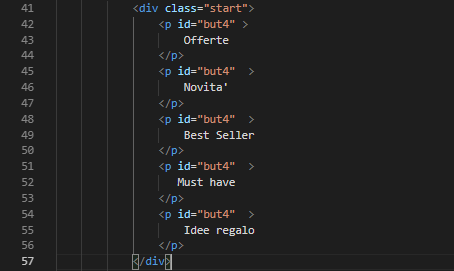 41 <div class="start">
42 <p id="but4" >
43 Offerte
44 </p>
45 <p id="but4"  >
46 Novita'
47 </p>
48 <p id="but4"  >
49 Best Seller
50 </p>
51 <p id="but4"  >
52 Must have
53 </p>
54 <p id="but4"  >
55 Idee regalo
56 </p>
57 </div>